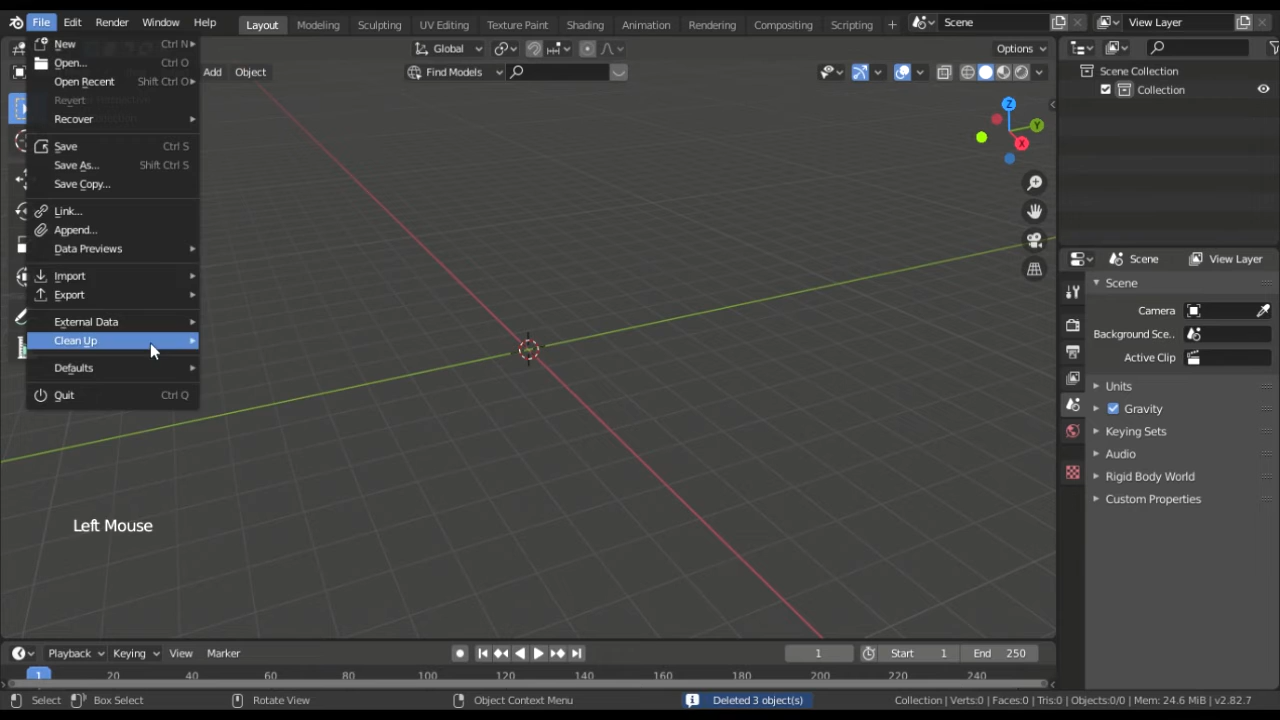 File Edit Render Window Help Layout Modeling Sculpting UV Editing Texture Paint Shading Animation Rendering Compositing Scripting + Scene View Layer
Global Options
Add Object Find Models
New Ctrl N
Open... Ctrl O
Open Recent Shift Ctrl O
Revert
Recover
Save Ctrl S
Save As... Shift Ctrl S
Save Copy...
Link...
Append...
Data Previews
Import
Export
External Data
Clean Up
Defaults
Quit Ctrl Q
Z
Y
X
Left Mouse
Scene Collection
Collection
Scene View Layer
Scene
Camera
Background Sce..
Active Clip
Units
Gravity
Keying Sets
Audio
Rigid Body World
Custom Properties
Playback Keying View Marker 1 Start 1 End 250
1 20 40 60 80 100 120 140 160 180 200 220 240
Select Box Select Rotate View Object Context Menu Deleted 3 object(s) Collection | Verts:0 | Faces:0 | Tris:0 | Objects:0/0 | Mem: 24.6 MiB | v2.82.7